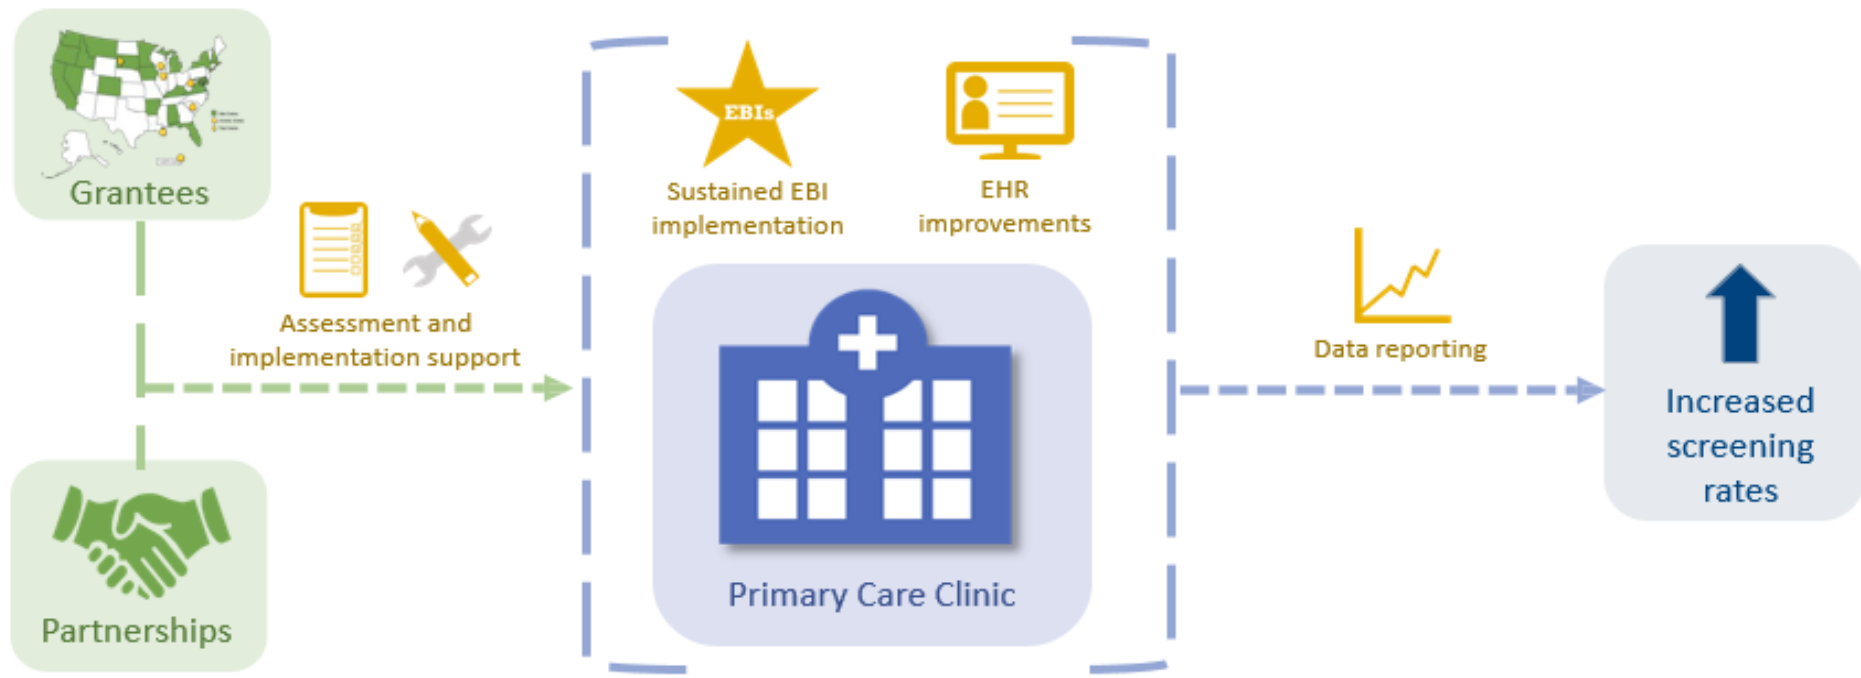 Grantees
Assessment and
implementation support
Partnerships
EBIs
Sustained EBI
implementation
EHR
improvements
Primary Care Clinic
Data reporting
Increased
screening
rates